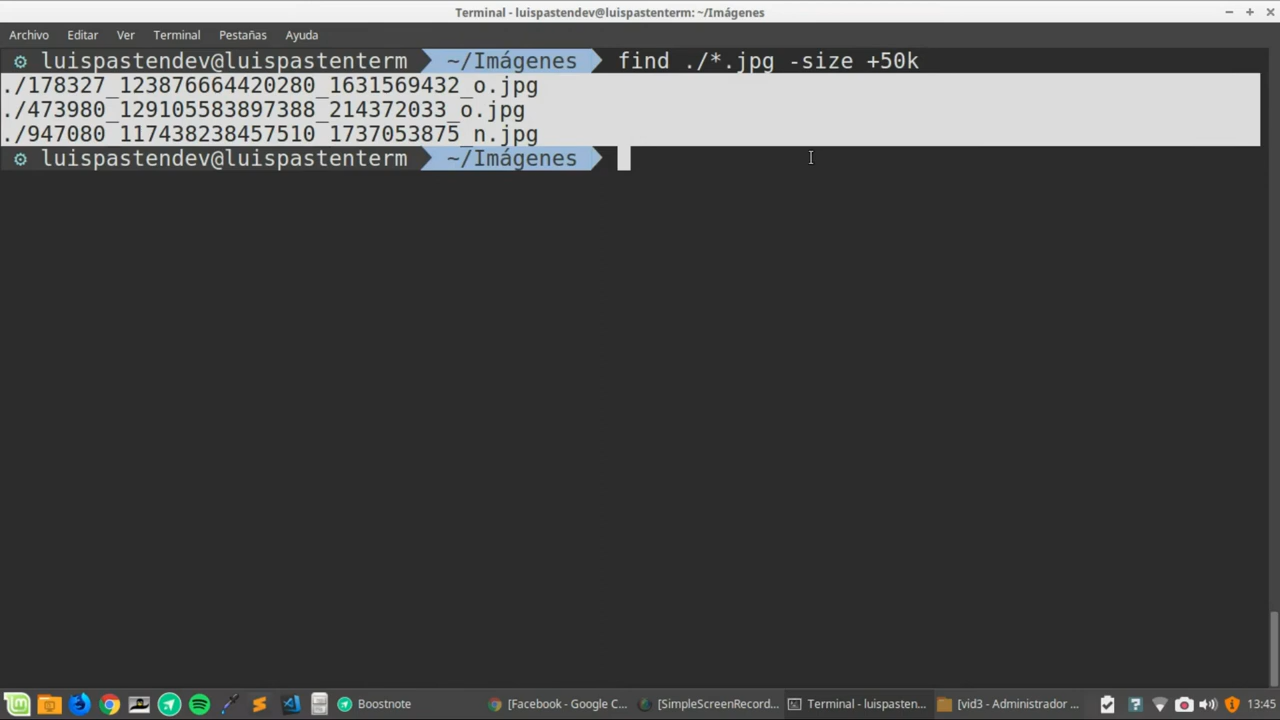 Terminal - luispastendev@luispastenterm: ~/Imágenes
Archivo Editar Ver Terminal Pestañas Ayuda
luispastendev@luispastenterm ~/Imágenes find ./*.jpg -size +50k
./178327_123876664420280_1631569432_o.jpg
./473980_129105583897388_214372033_o.jpg
./947080_117438238457510_1737053875_n.jpg
luispastendev@luispastenterm ~/Imágenes
Boostnote [Facebook - Google C... [SimpleScreenRecord... Terminal - luispasten... [vid3 - Administrador ... 13:45